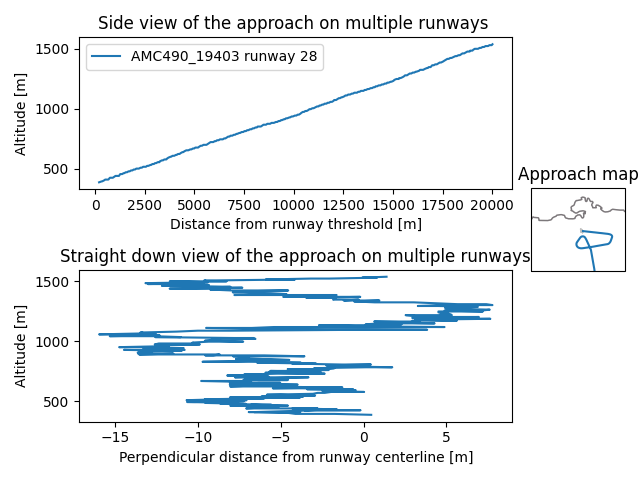 Side view of the approach on multiple runways
AMC490_19403 runway 28
Altitude [m]
1500
1000
500
0 2500 5000 7500 10000 12500 15000 17500 20000
Distance from runway threshold [m]
Approach map
Straight down view of the approach on multiple runways
Altitude [m]
1500
1000
500
−15 −10 −5 0 5
Perpendicular distance from runway centerline [m]